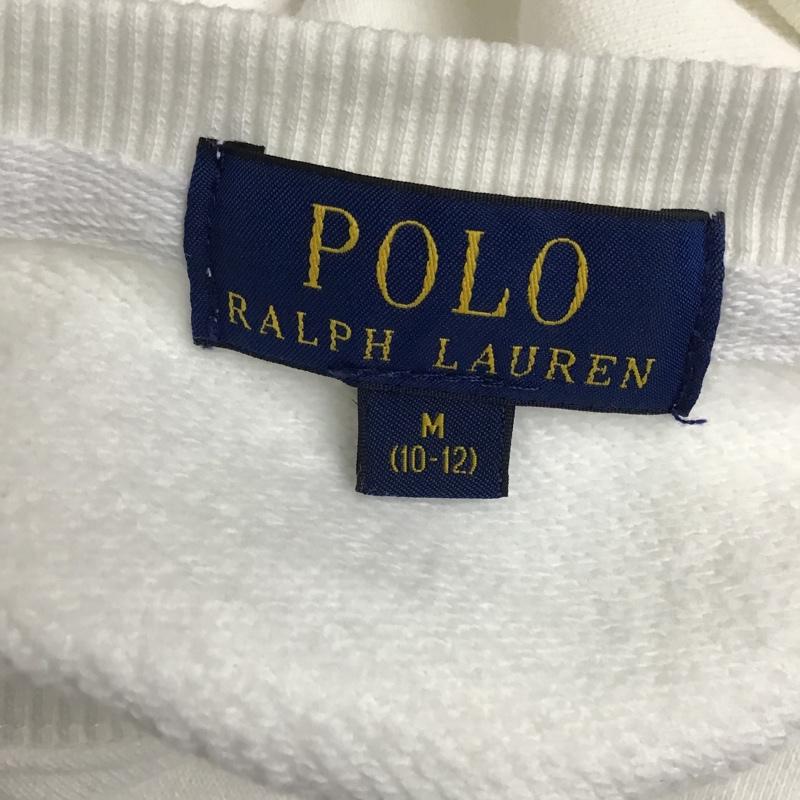 POLO
RALPH LAUREN
M
(10-12)